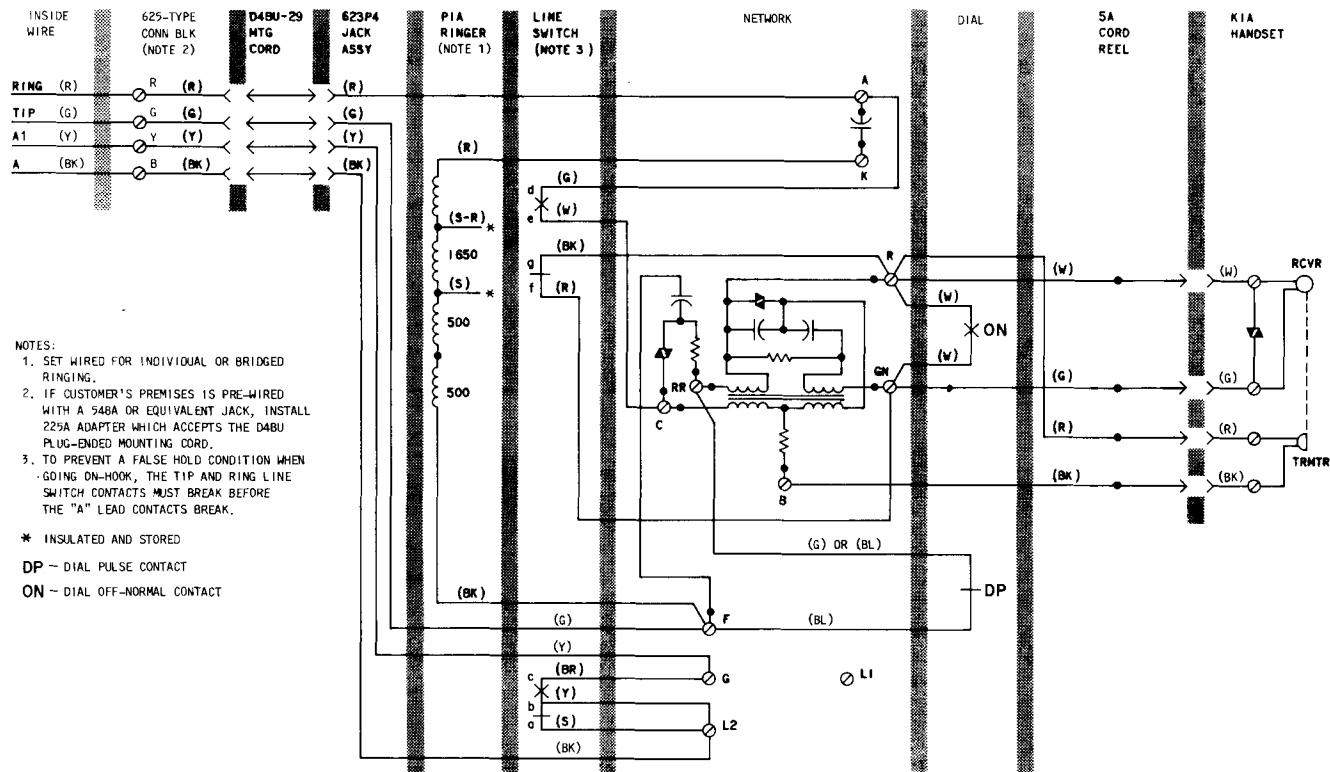 INSIDE WIRE
625-TYPE CONN BLK (NOTE 2)
D4BU-29 MTG CORD
623P4 JACK ASSY
P1A RINGER (NOTE 1)
LINE SWITCH (NOTE 3)
NETWORK
DIAL
5A CORD REEL
K1A HANDSET
RING (R) R (R) (R)
TIP (G) G (G) (G)
A1 (Y) Y (Y) (Y)
A (BK) B (BK) (BK)
A
K
(R)
(G)
d
e
(W)
(S-R) *
1650
(BK)
g
f
(R)
(S) *
500
500
R
(W)
(W)
RCVR
(W)
ON
(W)
RR
GN
(G)
(G)
C
(R)
(R)
TRMTR
B
(BK)
(BK)
(G) OR (BL)
DP
(BK)
F
(G)
(BL)
(Y)
(BR)
G
L1
c
(Y)
b
a
(S)
L2
(BK)
NOTES:
1. SET WIRED FOR INDIVIDUAL OR BRIDGED
RINGING.
2. IF CUSTOMER'S PREMISES IS PRE-WIRED
WITH A 548A OR EQUIVALENT JACK, INSTALL
225A ADAPTER WHICH ACCEPTS THE D4BU
PLUG-ENDED MOUNTING CORD.
3. TO PREVENT A FALSE HOLD CONDITION WHEN
GOING ON-HOOK, THE TIP AND RING LINE
SWITCH CONTACTS MUST BREAK BEFORE
THE "A" LEAD CONTACTS BREAK.
* INSULATED AND STORED
DP - DIAL PULSE CONTACT
ON - DIAL OFF-NORMAL CONTACT